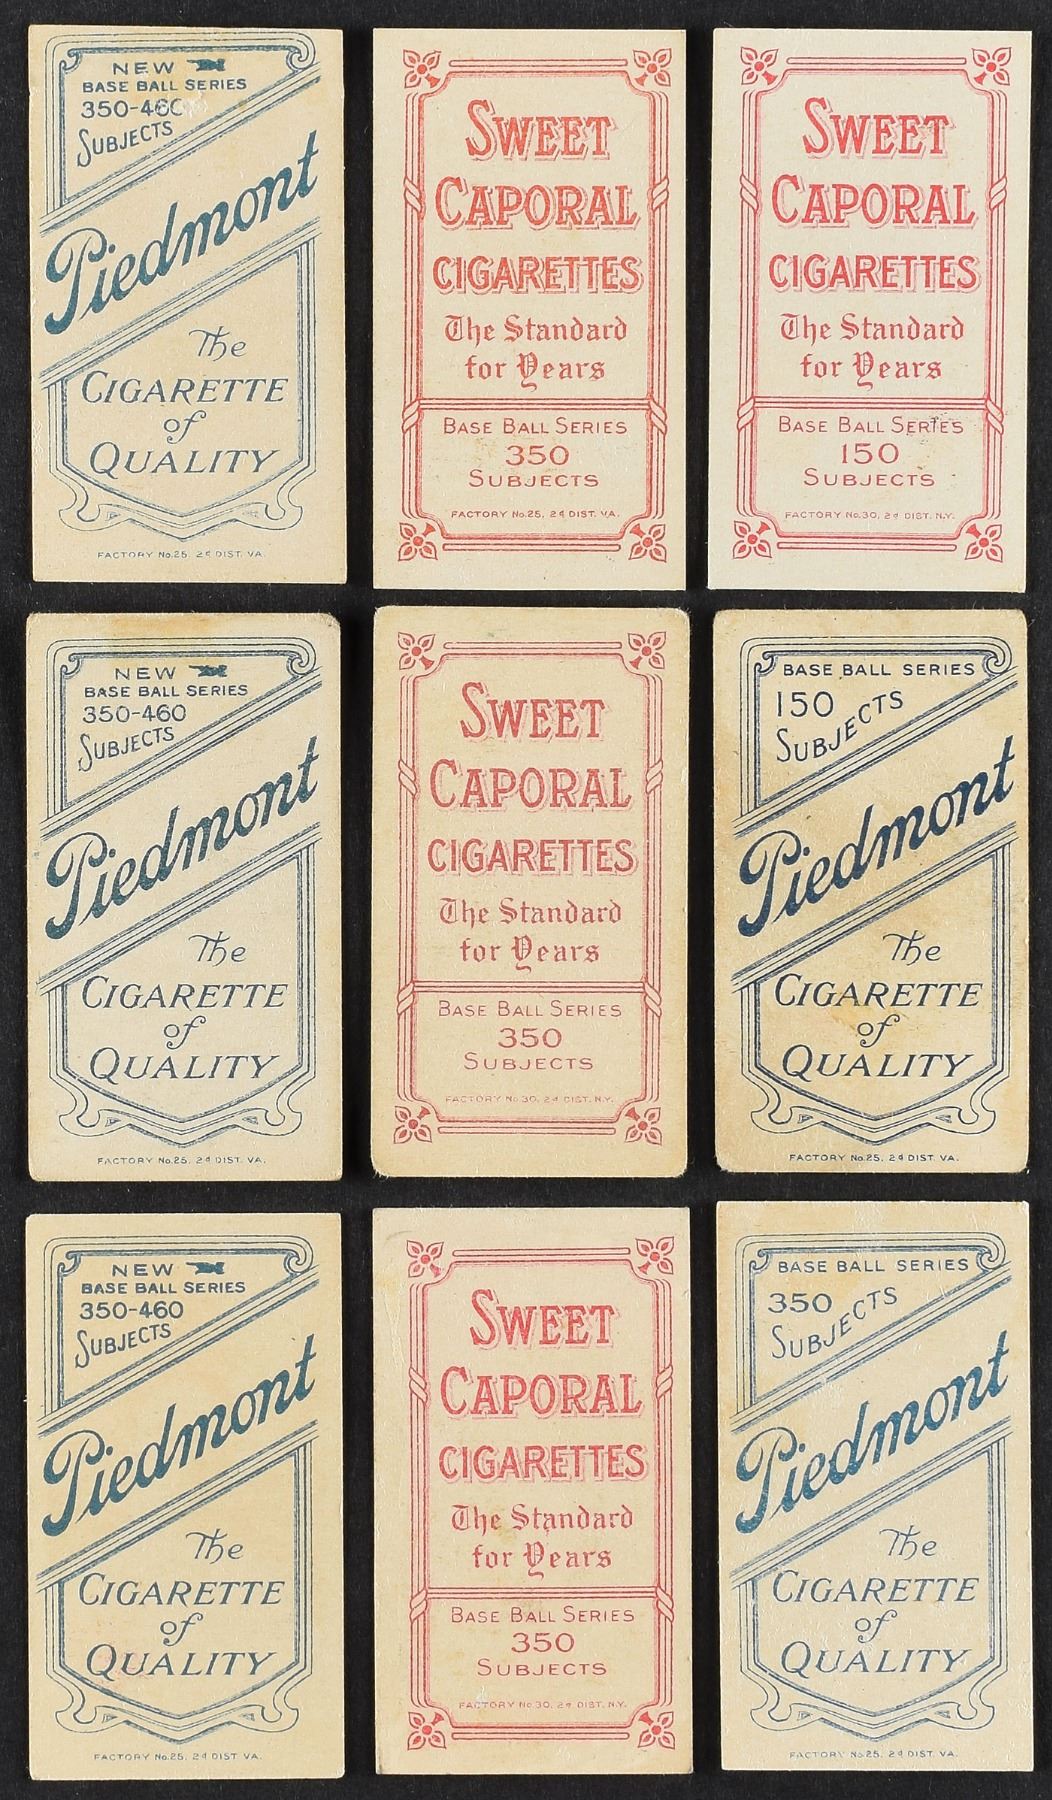 NEW
BASE BALL SERIES
350-460
SUBJECTS
Piedmont
The
CIGARETTE
of
QUALITY
FACTORY No.25. 2d DIST. VA.
SWEET
CAPORAL
CIGARETTES
The Standard
for Years
BASE BALL SERIES
350
SUBJECTS
FACTORY No.25, 2d DIST. VA.
SWEET
CAPORAL
CIGARETTES
The Standard
for Years
BASE BALL SERIES
150
SUBJECTS
FACTORY No.30, 2d DIST. N.Y.
NEW
BASE BALL SERIES
350-460
SUBJECTS
Piedmont
The
CIGARETTE
of
QUALITY
FACTORY No.25. 2d DIST. VA.
SWEET
CAPORAL
CIGARETTES
The Standard
for Years
BASE BALL SERIES
350
SUBJECTS
FACTORY No.30, 2d DIST. N.Y.
BASE BALL SERIES
150
SUBJECTS
Piedmont
The
CIGARETTE
of
QUALITY
FACTORY No.25. 2d DIST. VA.
NEW
BASE BALL SERIES
350-460
SUBJECTS
Piedmont
The
CIGARETTE
of
QUALITY
FACTORY No.25. 2d DIST. VA.
SWEET
CAPORAL
CIGARETTES
The Standard
for Years
BASE BALL SERIES
350
SUBJECTS
FACTORY No.30, 2d DIST. N.Y.
BASE BALL SERIES
350
SUBJECTS
Piedmont
The
CIGARETTE
of
QUALITY
FACTORY No.25. 2d DIST. VA.